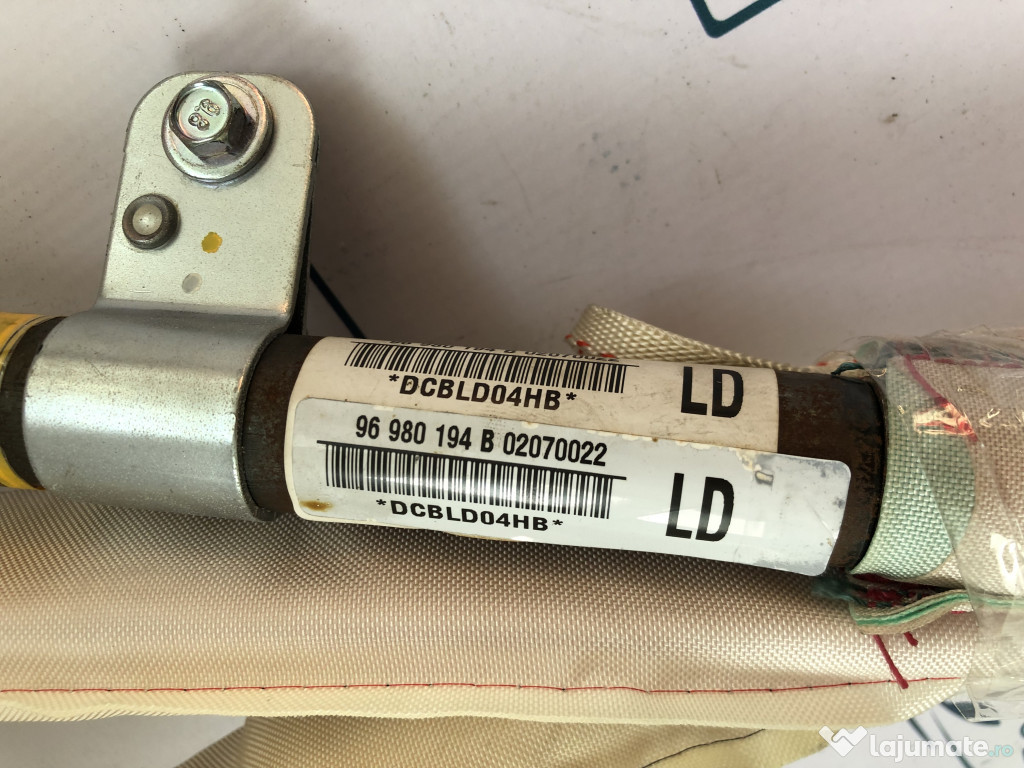 *DCBLD04HB*
LD
96 980 194 B 02070022
*DCBLD04HB*
LD
lajumate.ro